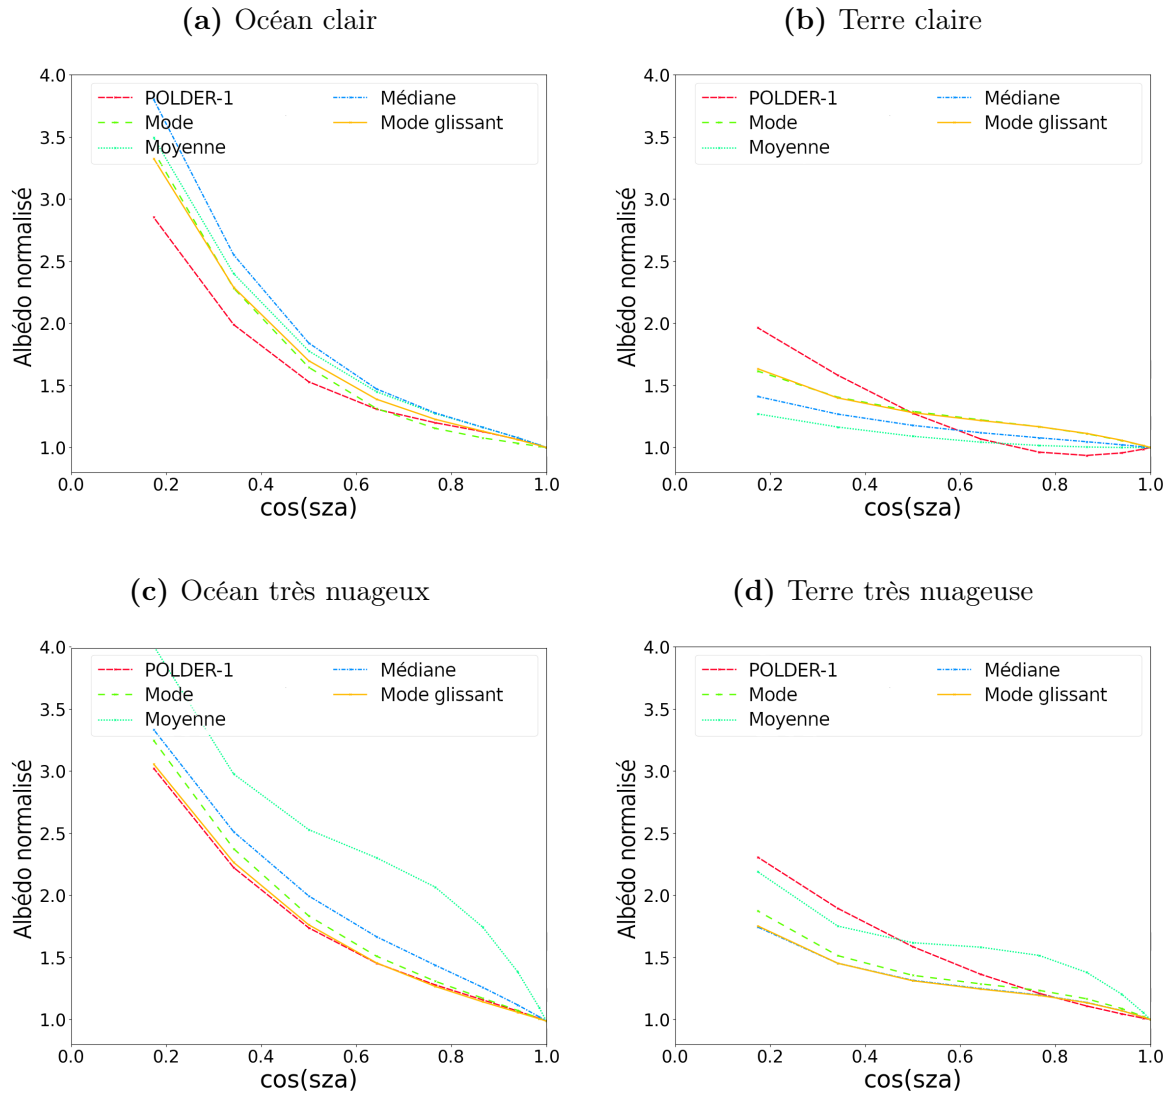 (a) Océan clair
(b) Terre claire
4.0
3.5
3.0
2.5
2.0
1.5
1.0
Albédo normalisé
POLDER-1
Mode
Moyenne
Médiane
Mode glissant
0.0 0.2 0.4 0.6 0.8 1.0
cos(sza)
4.0
3.5
3.0
2.5
2.0
1.5
1.0
Albédo normalisé
POLDER-1
Mode
Moyenne
Médiane
Mode glissant
0.0 0.2 0.4 0.6 0.8 1.0
cos(sza)
(c) Océan très nuageux
(d) Terre très nuageuse
4.0
3.5
3.0
2.5
2.0
1.5
1.0
Albédo normalisé
POLDER-1
Mode
Moyenne
Médiane
Mode glissant
0.0 0.2 0.4 0.6 0.8 1.0
cos(sza)
4.0
3.5
3.0
2.5
2.0
1.5
1.0
Albédo normalisé
POLDER-1
Mode
Moyenne
Médiane
Mode glissant
0.0 0.2 0.4 0.6 0.8 1.0
cos(sza)